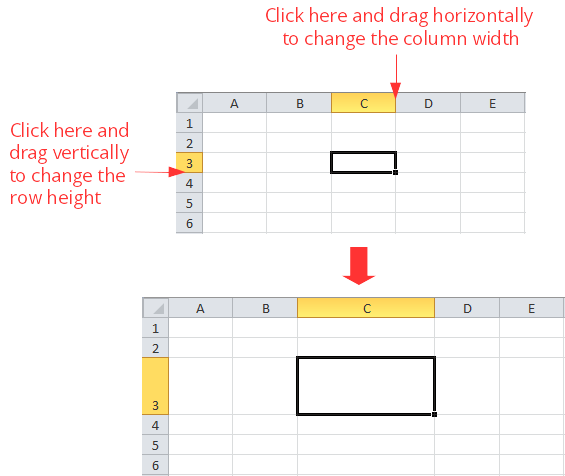 Click here and drag horizontally
to change the column width
A B C D E
1
2
Click here and
drag vertically
to change the
row height
3
4
5
6
A B C D E
1
2
3
4
5
6